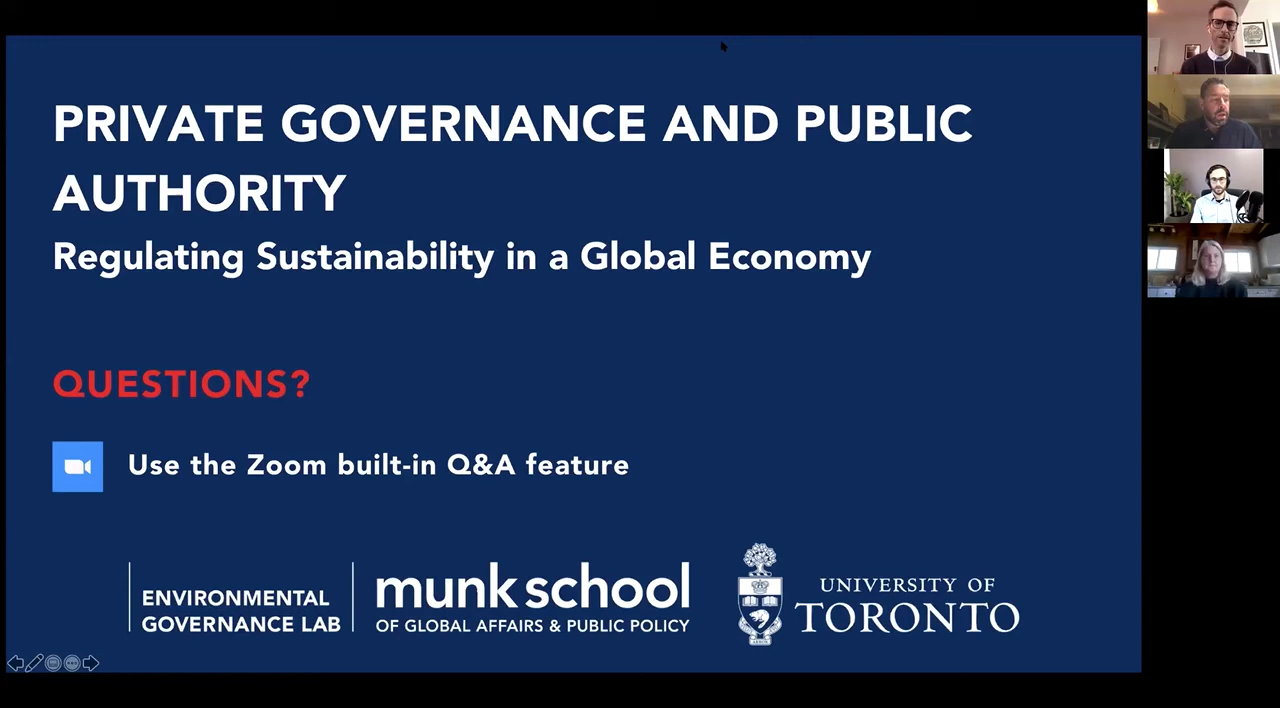 PRIVATE GOVERNANCE AND PUBLIC
AUTHORITY
Regulating Sustainability in a Global Economy
QUESTIONS?
Use the Zoom built-in Q&A feature
ENVIRONMENTAL
GOVERNANCE LAB
munk school
OF GLOBAL AFFAIRS & PUBLIC POLICY
UNIVERSITY OF
TORONTO